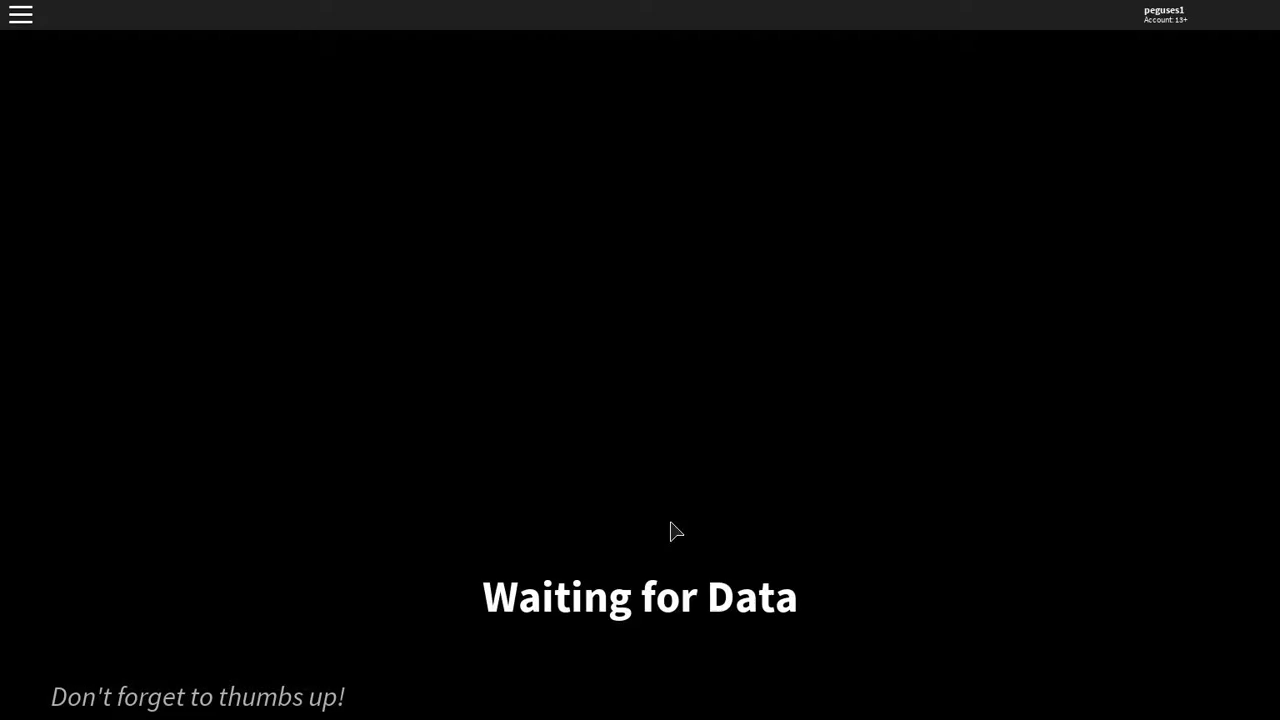 peguses1
Account: 13+
Waiting for Data
Don't forget to thumbs up!